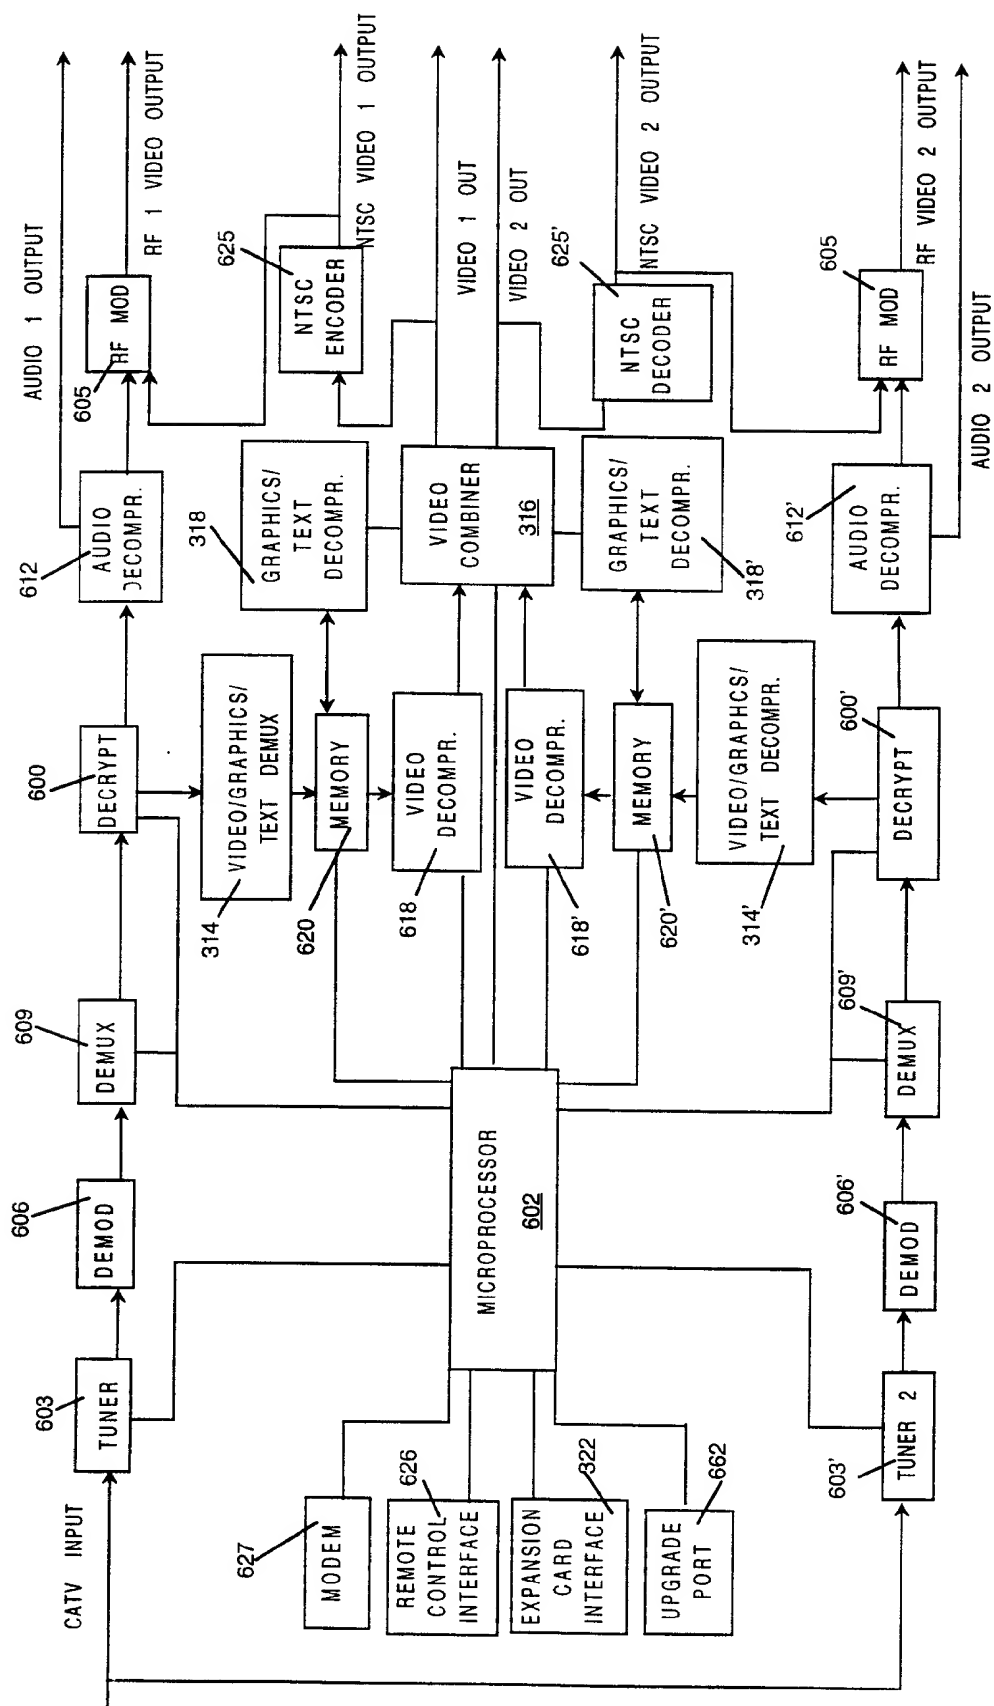 CATV INPUT
603
TUNER
606
DEMOD
609
DEMUX
600
DECRYPT
612
AUDIO
DECOMPR.
605
RF MOD
AUDIO 1 OUTPUT
RF 1 VIDEO OUTPUT
314
VIDEO/GRAPHICS/
TEXT DEMUX
318
GRAPHICS/
TEXT
DECOMPR.
625
NTSC
ENCODER
NTSC VIDEO 1 OUTPUT
620
MEMORY
618
VIDEO
DECOMPR.
VIDEO
COMBINER
316
VIDEO 1 OUT
VIDEO 2 OUT
627
MODEM
626
REMOTE
CONTROL
INTERFACE
322
EXPANSION
CARD
INTERFACE
662
UPGRADE
PORT
MICROPROCESSOR
602
618'
VIDEO
DECOMPR.
620'
MEMORY
318'
GRAPHICS/
TEXT
DECOMPR.
625'
NTSC
DECODER
NTSC VIDEO 2 OUTPUT
314'
VIDEO/GRAPHCS/
TEXT DECOMPR.
603'
TUNER 2
606'
DEMOD
609'
DEMUX
600'
DECRYPT
612'
AUDIO
DECOMPR.
605
RF MOD
RF VIDEO 2 OUTPUT
AUDIO 2 OUTPUT